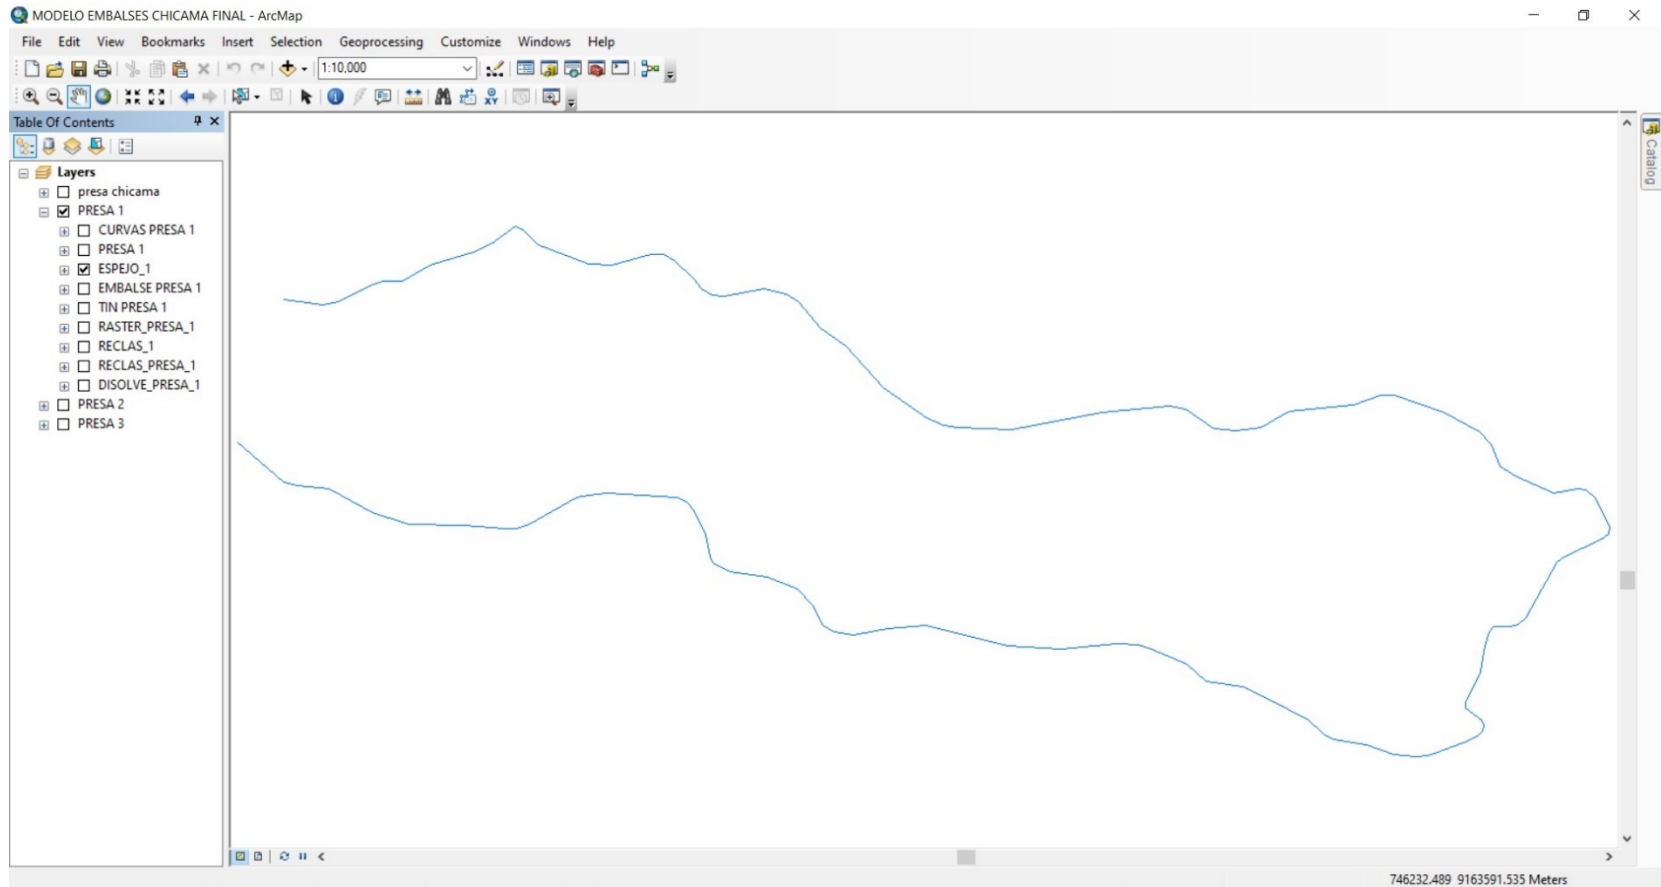 MODELO EMBALSES CHICAMA FINAL - ArcMap
File Edit View Bookmarks Insert Selection Geoprocessing Customize Windows Help
1:10,000
Table Of Contents
Layers
presa chicama
PRESA 1
CURVAS PRESA 1
PRESA 1
ESPEJO_1
EMBALSE PRESA 1
TIN PRESA 1
RASTER_PRESA_1
RECLAS_1
RECLAS_PRESA_1
DISOLVE_PRESA_1
PRESA 2
PRESA 3
Catalog
746232.489 9163591.535 Meters